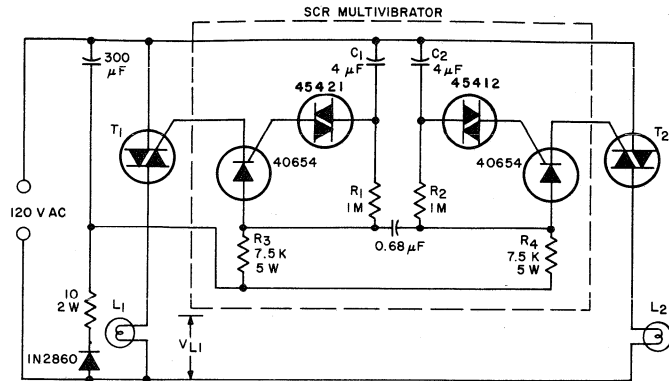 SCR MULTIVIBRATOR
300
μF
C1
4 μF
C2
4 μF
45421
45412
T1
T2
40654
40654
120 V AC
R1
1M
R2
1M
0.68 μF
R3
7.5 K
5 W
R4
7.5 K
5 W
10
2 W
L1
L2
VL1
1N2860